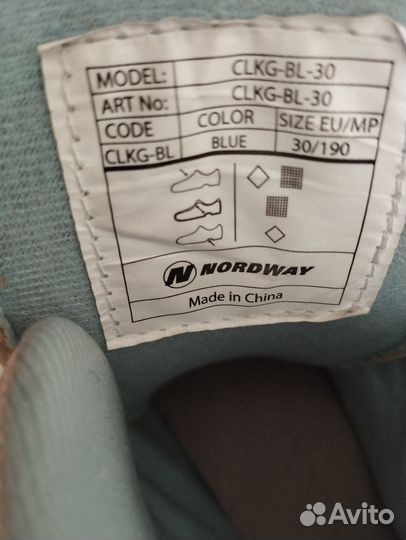 MODEL: CLKG-BL-30
ART No: CLKG-BL-30
CODE COLOR SIZE EU/MP
CLKG-BL BLUE 30/190
NORDWAY
Made in China
Avito